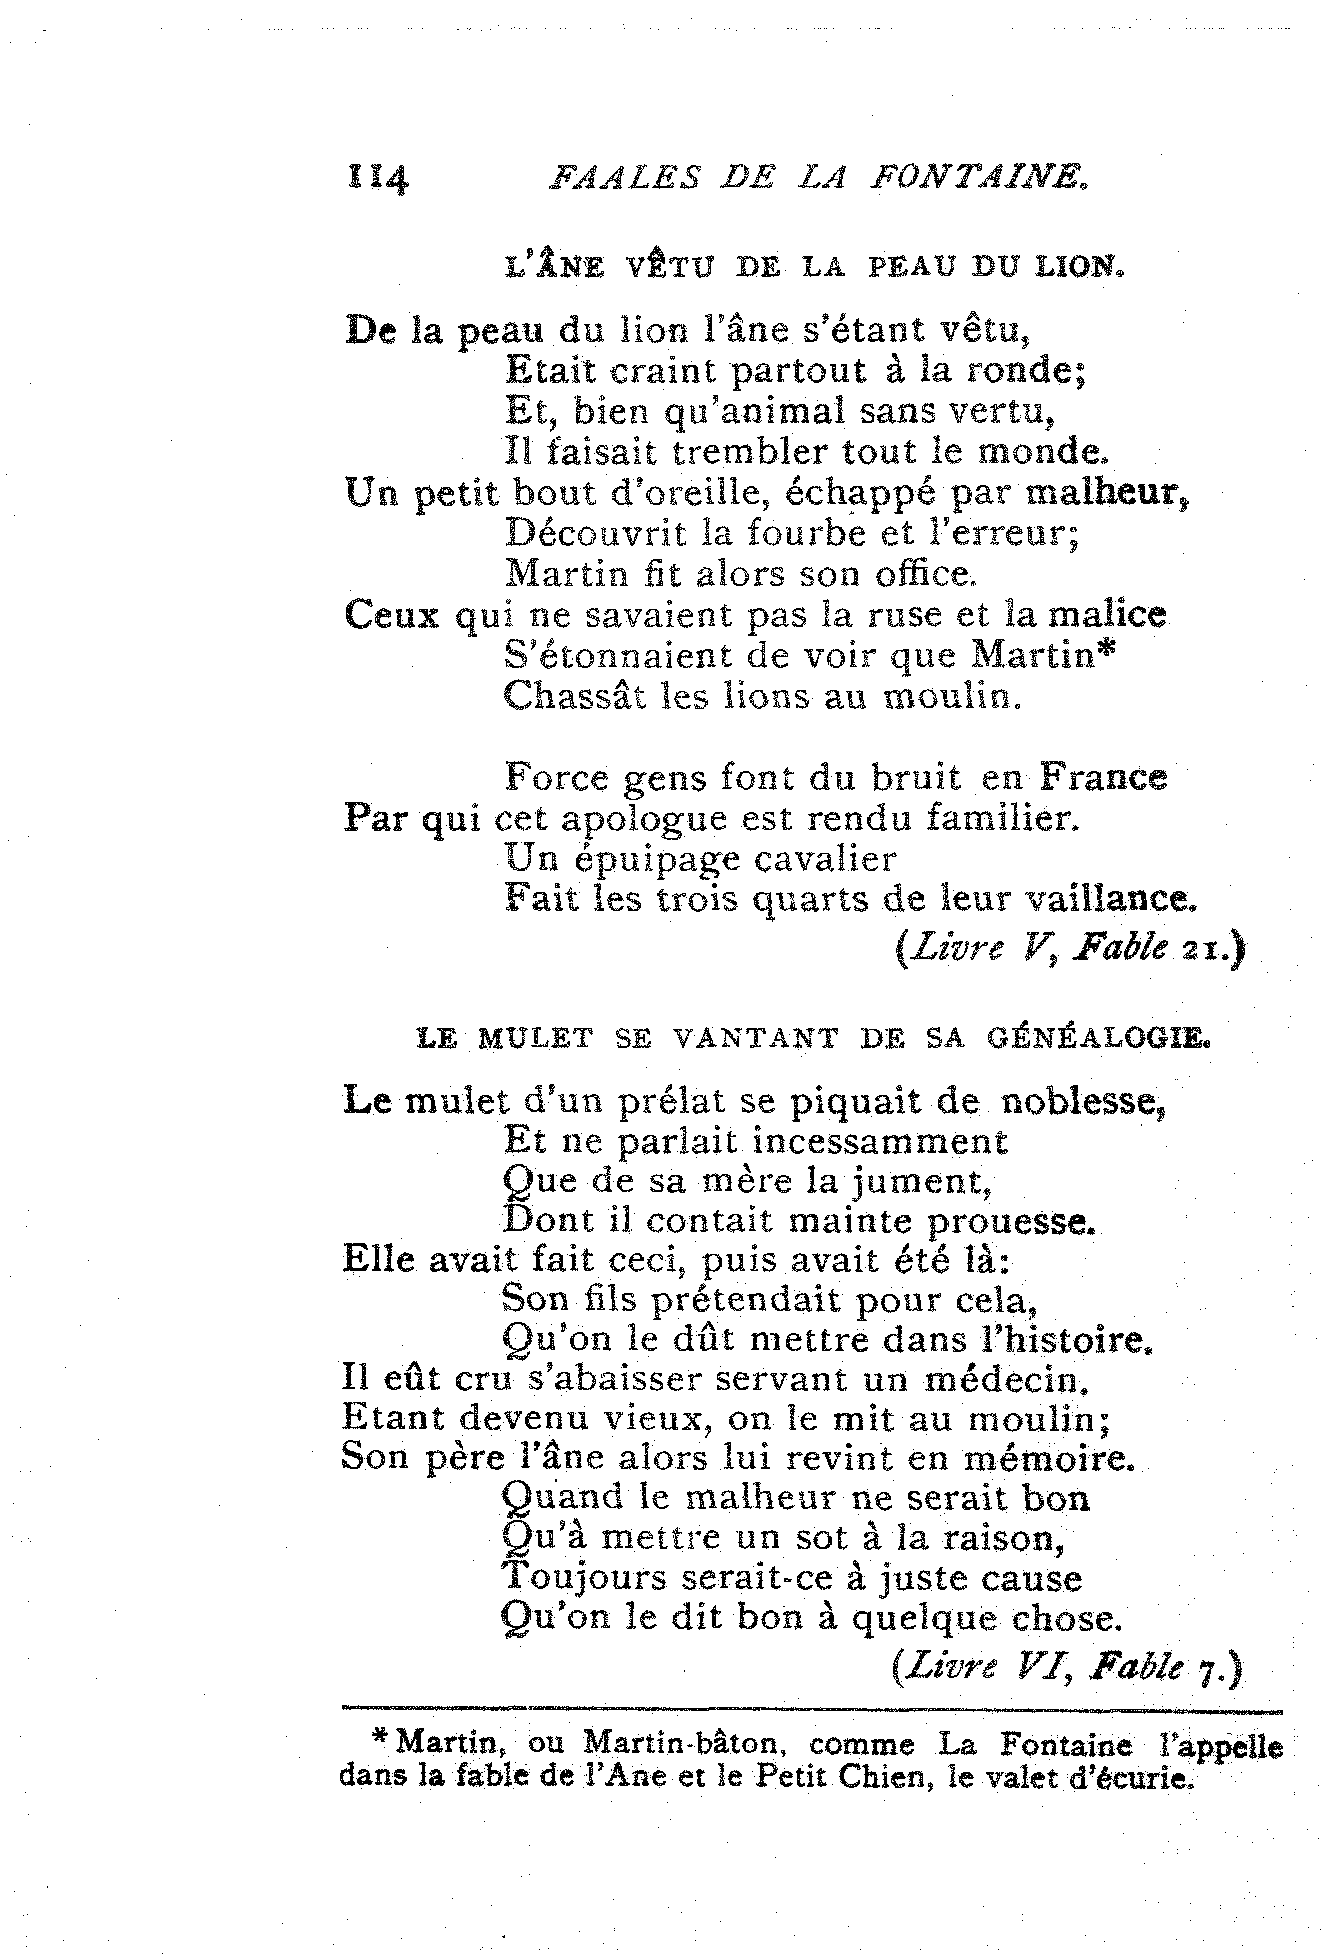 114 FAALES DE LA FONTAINE.
L'ÂNE VÊTU DE LA PEAU DU LION.
De la peau du lion l'âne s'étant vêtu,
Etait craint partout à la ronde;
Et, bien qu'animal sans vertu,
Il faisait trembler tout le monde.
Un petit bout d'oreille, échappé par malheur,
Découvrit la fourbe et l'erreur;
Martin fit alors son office.
Ceux qui ne savaient pas la ruse et la malice
S'étonnaient de voir que Martin*
Chassât les lions au moulin.
Force gens font du bruit en France
Par qui cet apologue est rendu familier.
Un épuipage cavalier
Fait les trois quarts de leur vaillance.
(Livre V, Fable 21.)
LE MULET SE VANTANT DE SA GÉNÉALOGIE.
Le mulet d'un prélat se piquait de noblesse,
Et ne parlait incessamment
Que de sa mère la jument,
Dont il contait mainte prouesse.
Elle avait fait ceci, puis avait été là:
Son fils prétendait pour cela,
Qu'on le dût mettre dans l'histoire.
Il eût cru s'abaisser servant un médecin.
Etant devenu vieux, on le mit au moulin;
Son père l'âne alors lui revint en mémoire.
Quand le malheur ne serait bon
Qu'à mettre un sot à la raison,
Toujours serait-ce à juste cause
Qu'on le dit bon à quelque chose.
(Livre VI, Fable 7.)
* Martin, ou Martin-bâton, comme La Fontaine l'appelle
dans la fable de l'Ane et le Petit Chien, le valet d'écurie.